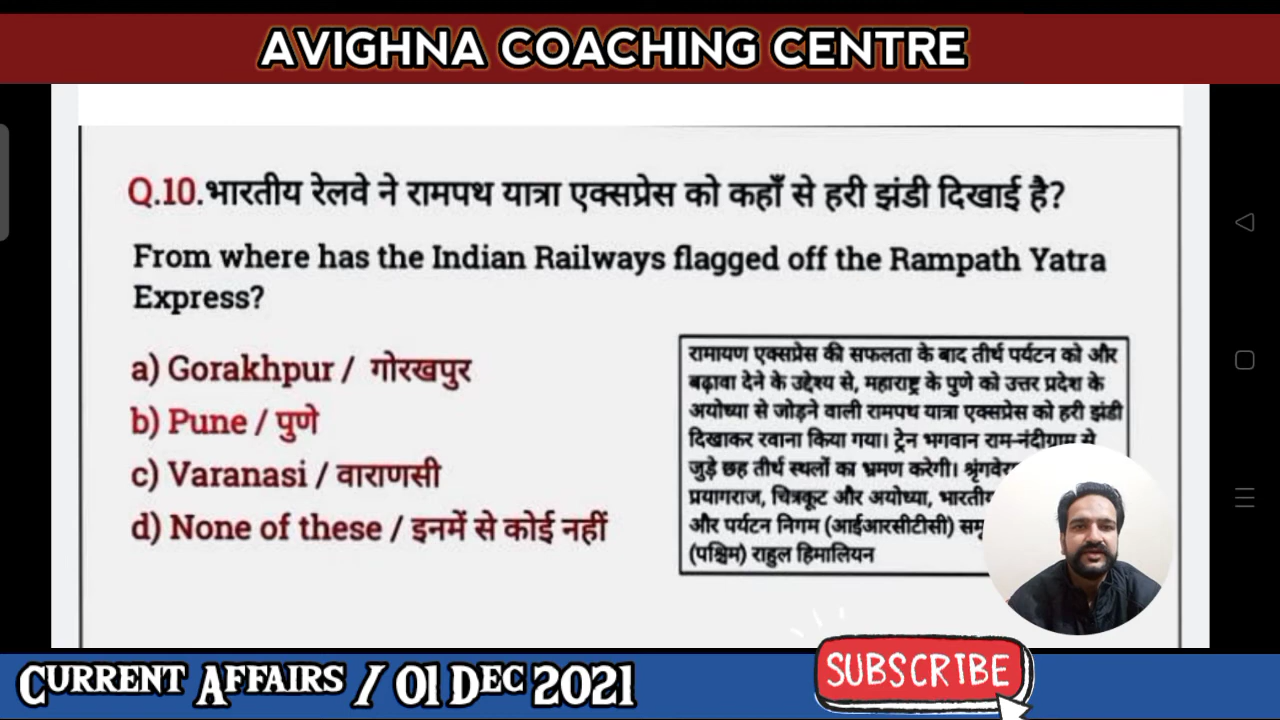 AVIGHNA COACHING CENTRE
Q.10.भारतीय रेलवे ने रामपथ यात्रा एक्सप्रेस को कहाँ से हरी झंडी दिखाई है?
From where has the Indian Railways flagged off the Rampath Yatra
Express?
a) Gorakhpur / गोरखपुर
b) Pune / पुणे
c) Varanasi / वाराणसी
d) None of these / इनमें से कोई नहीं
रामायण एक्सप्रेस की सफलता के बाद तीर्थ पर्यटन को और
बढ़ावा देने के उद्देश्य से, महाराष्ट्र के पुणे को उत्तर प्रदेश के
अयोध्या से जोड़ने वाली रामपथ यात्रा एक्सप्रेस को हरी झंडी
दिखाकर रवाना किया गया। ट्रेन भगवान राम-नंदीग्राम से
जुड़े छह तीर्थ स्थलों का भ्रमण करेगी।
प्रयागराज, चित्रकूट और अयोध्या,
और पर्यटन निगम (आईआरसीटीसी)
(पश्चिम) राहुल हिमालियन
SUBSCRIBE
CURRENT AFFAIRS / 01 DEC 2021